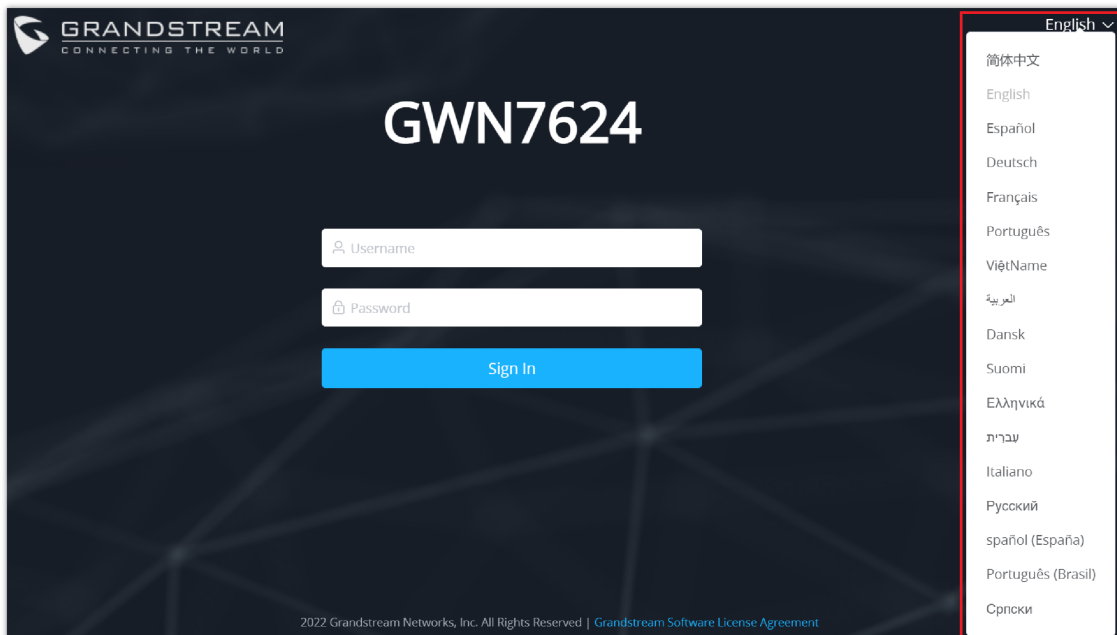 GRANDSTREAM
CONNECTING THE WORLD
English
GWN7624
Username
Password
Sign In
简体中文
English
Español
Deutsch
Français
Português
ViệtName
العربية
Dansk
Suomi
Ελληνικά
עברית
Italiano
Русский
spañol (España)
Português (Brasil)
Српски
2022 Grandstream Networks, Inc. All Rights Reserved | Grandstream Software License Agreement